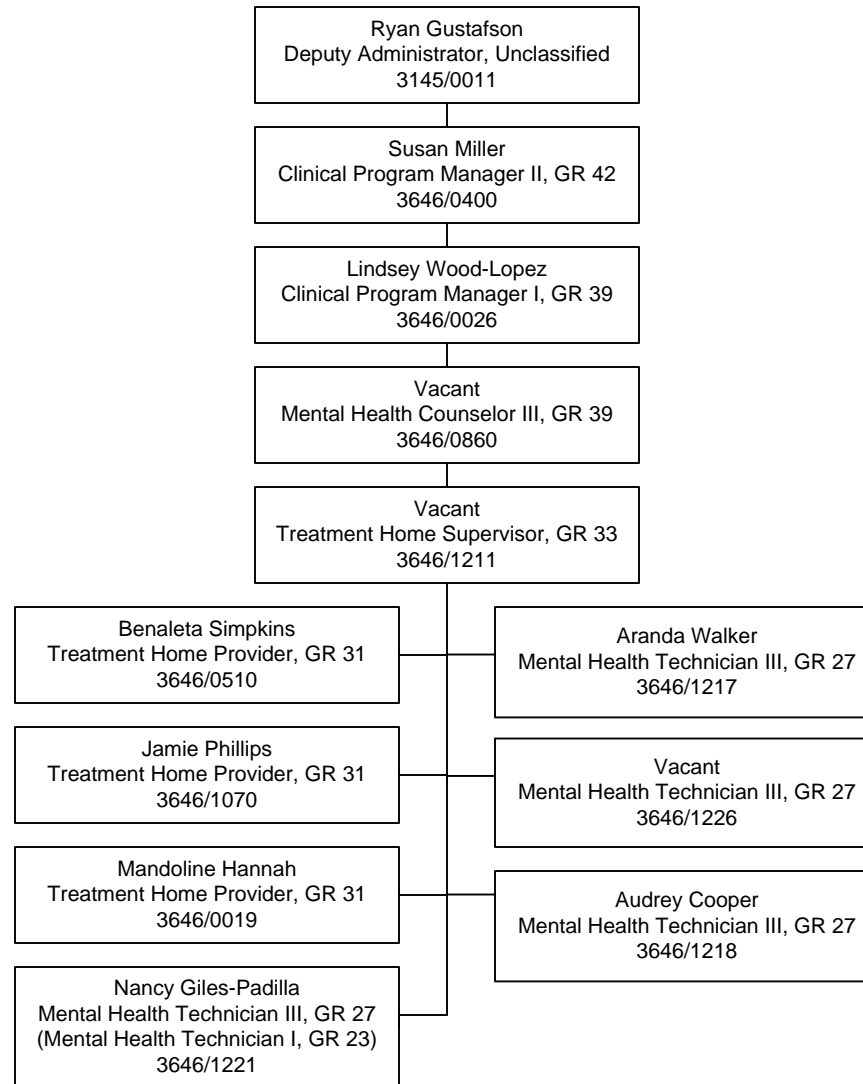 Ryan Gustafson
Deputy Administrator, Unclassified
3145/0011
Susan Miller
Clinical Program Manager II, GR 42
3646/0400
Lindsey Wood-Lopez
Clinical Program Manager I, GR 39
3646/0026
Vacant
Mental Health Counselor III, GR 39
3646/0860
Vacant
Treatment Home Supervisor, GR 33
3646/1211
Benaleta Simpkins
Treatment Home Provider, GR 31
3646/0510
Aranda Walker
Mental Health Technician III, GR 27
3646/1217
Jamie Phillips
Treatment Home Provider, GR 31
3646/1070
Vacant
Mental Health Technician III, GR 27
3646/1226
Mandoline Hannah
Treatment Home Provider, GR 31
3646/0019
Audrey Cooper
Mental Health Technician III, GR 27
3646/1218
Nancy Giles-Padilla
Mental Health Technician III, GR 27
(Mental Health Technician I, GR 23)
3646/1221